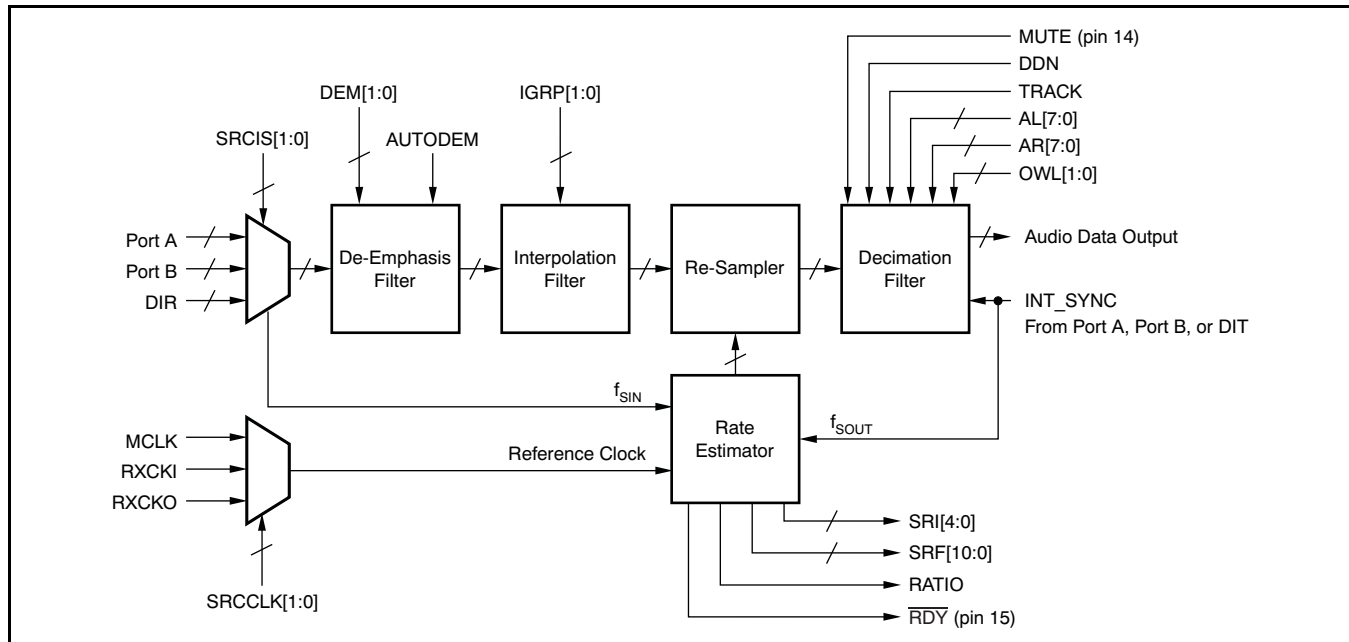 MUTE (pin 14)
DDN
TRACK
AL[7:0]
AR[7:0]
OWL[1:0]
DEM[1:0]
IGRP[1:0]
SRCIS[1:0]
AUTODEM
Port A
Port B
DIR
De-Emphasis
Filter
Interpolation
Filter
Re-Sampler
Decimation
Filter
Audio Data Output
INT_SYNC
From Port A, Port B, or DIT
fSIN
fSOUT
MCLK
RXCKI
RXCKO
Reference Clock
Rate
Estimator
SRCCLK[1:0]
SRI[4:0]
SRF[10:0]
RATIO
RDY (pin 15)